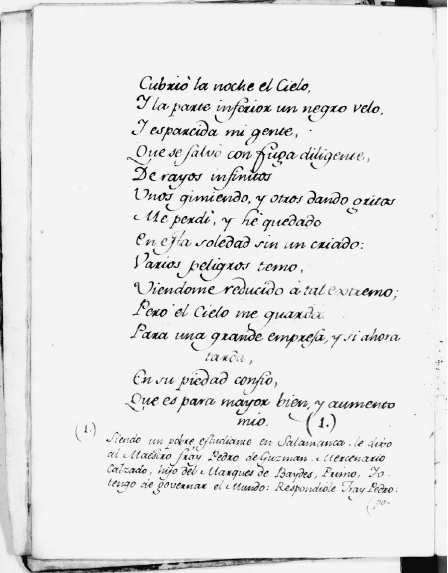 Cubriò la noche el Cielo,
Y la parte inferior un negro velo,
Y esparcida mi gente,
Que se salvò con fuga diligente,
De rayos infinitos
Unos gimiendo, y otros dando gritos
Me perdì, y hè quedado
En esta soledad sin un criado:
Varios peligros temo,
Viendome reducido à tal extremo;
Pero el Cielo me guarda
Para una grande empresa, y si ahora
tarda,
En su piedad confio,
Que es para mayor bien, y aumento
mio. (1.)
(1.) Siendo un pobre estudiante en Salamanca, le dixo
al Maestro fray Pedro de Guzman, Mercenario
Calzado, hijo del Marques de Baydes, Primo, Yo
tengo de governar el Mundo: Respondiole Fray Pedro:
(po-